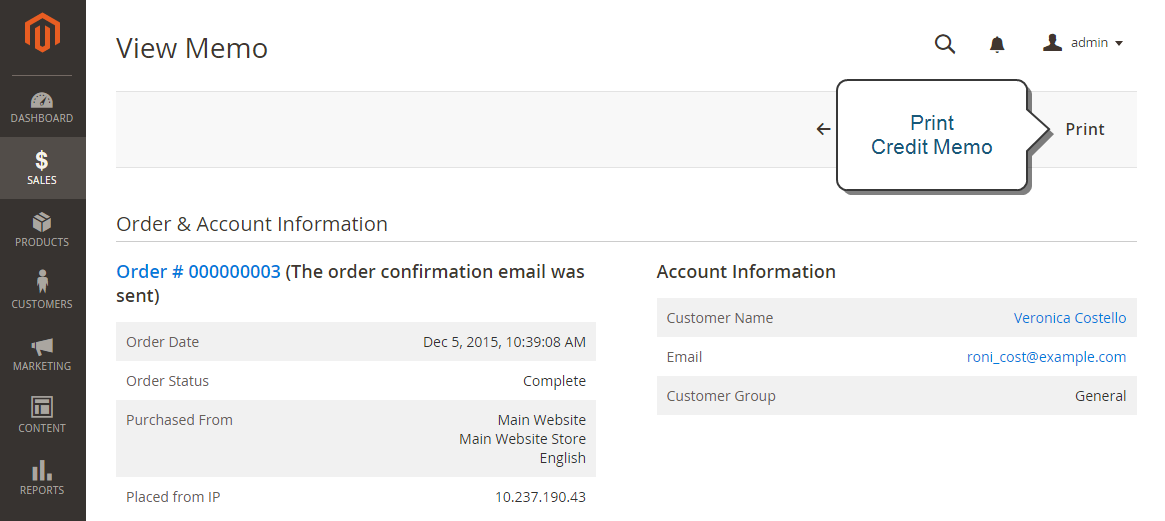 View Memo
admin
Print
Credit Memo
Print
DASHBOARD
SALES
PRODUCTS
CUSTOMERS
MARKETING
CONTENT
REPORTS
Order & Account Information
Order # 000000003 (The order confirmation email was
sent)
Order Date Dec 5, 2015, 10:39:08 AM
Order Status Complete
Purchased From Main Website
Main Website Store
English
Placed from IP 10.237.190.43
Account Information
Customer Name Veronica Costello
Email roni_cost@example.com
Customer Group General